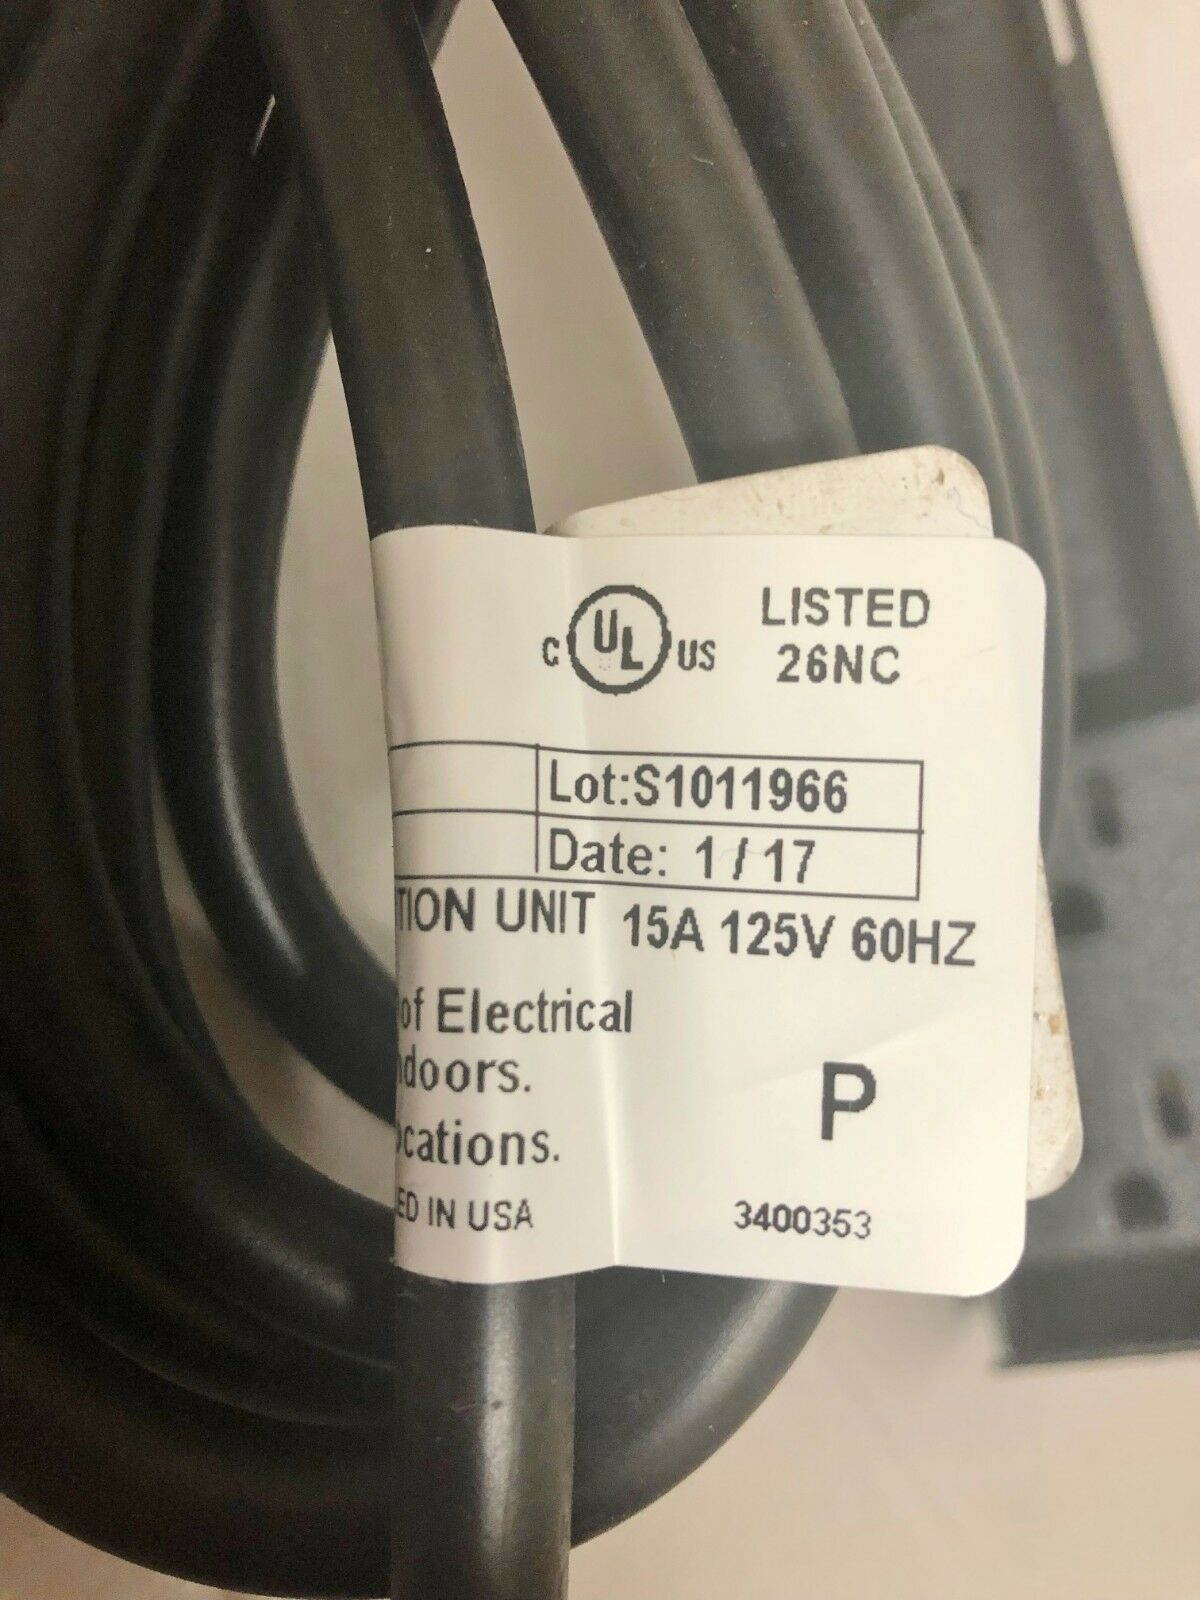 C UL US LISTED
26NC
Lot:S1011966
Date: 1 / 17
TION UNIT 15A 125V 60HZ
of Electrical
ndoors.
P
ocations.
ED IN USA
3400353